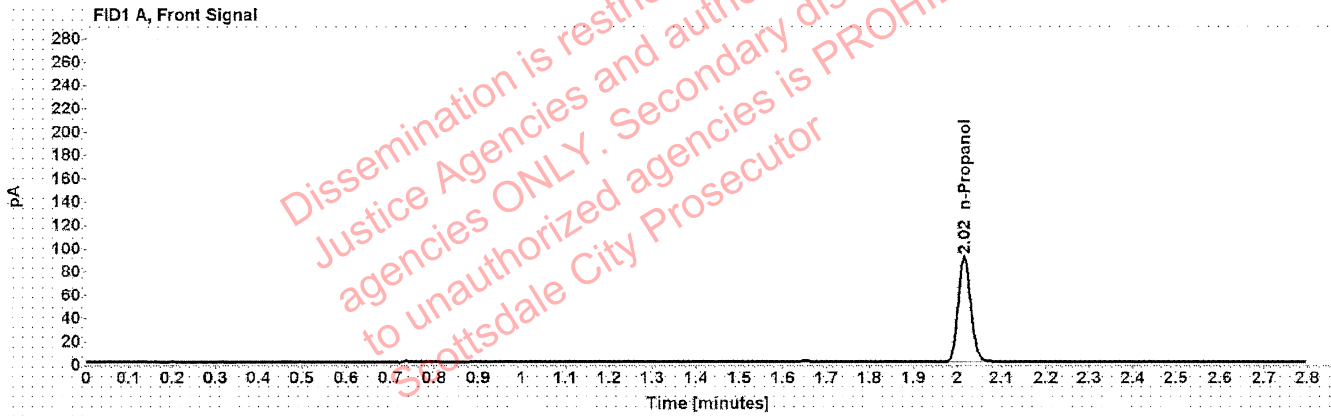 FID1 A, Front Signal
280
260
240
220
200
180
160
140
120
100
80
60
40
20
0
pA
2.02 n-Propanol
0 0.1 0.2 0.3 0.4 0.5 0.6 0.7 0.8 0.9 1 1.1 1.2 1.3 1.4 1.5 1.6 1.7 1.8 1.9 2 2.1 2.2 2.3 2.4 2.5 2.6 2.7 2.8
Time [minutes]
Dissemination is
Justice Agencies and
agencies ONLY. Secondary
to unauthorized agencies is
Scottsdale City Prosecutor